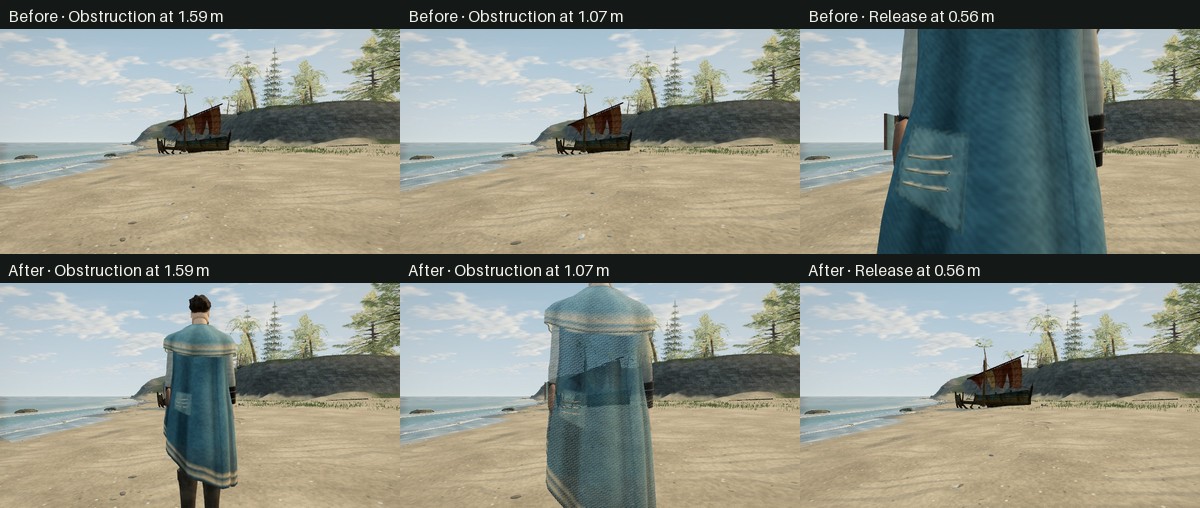 Before · Obstruction at 1.59 m
Before · Obstruction at 1.07 m
Before · Release at 0.56 m
After · Obstruction at 1.59 m
After · Obstruction at 1.07 m
After · Release at 0.56 m